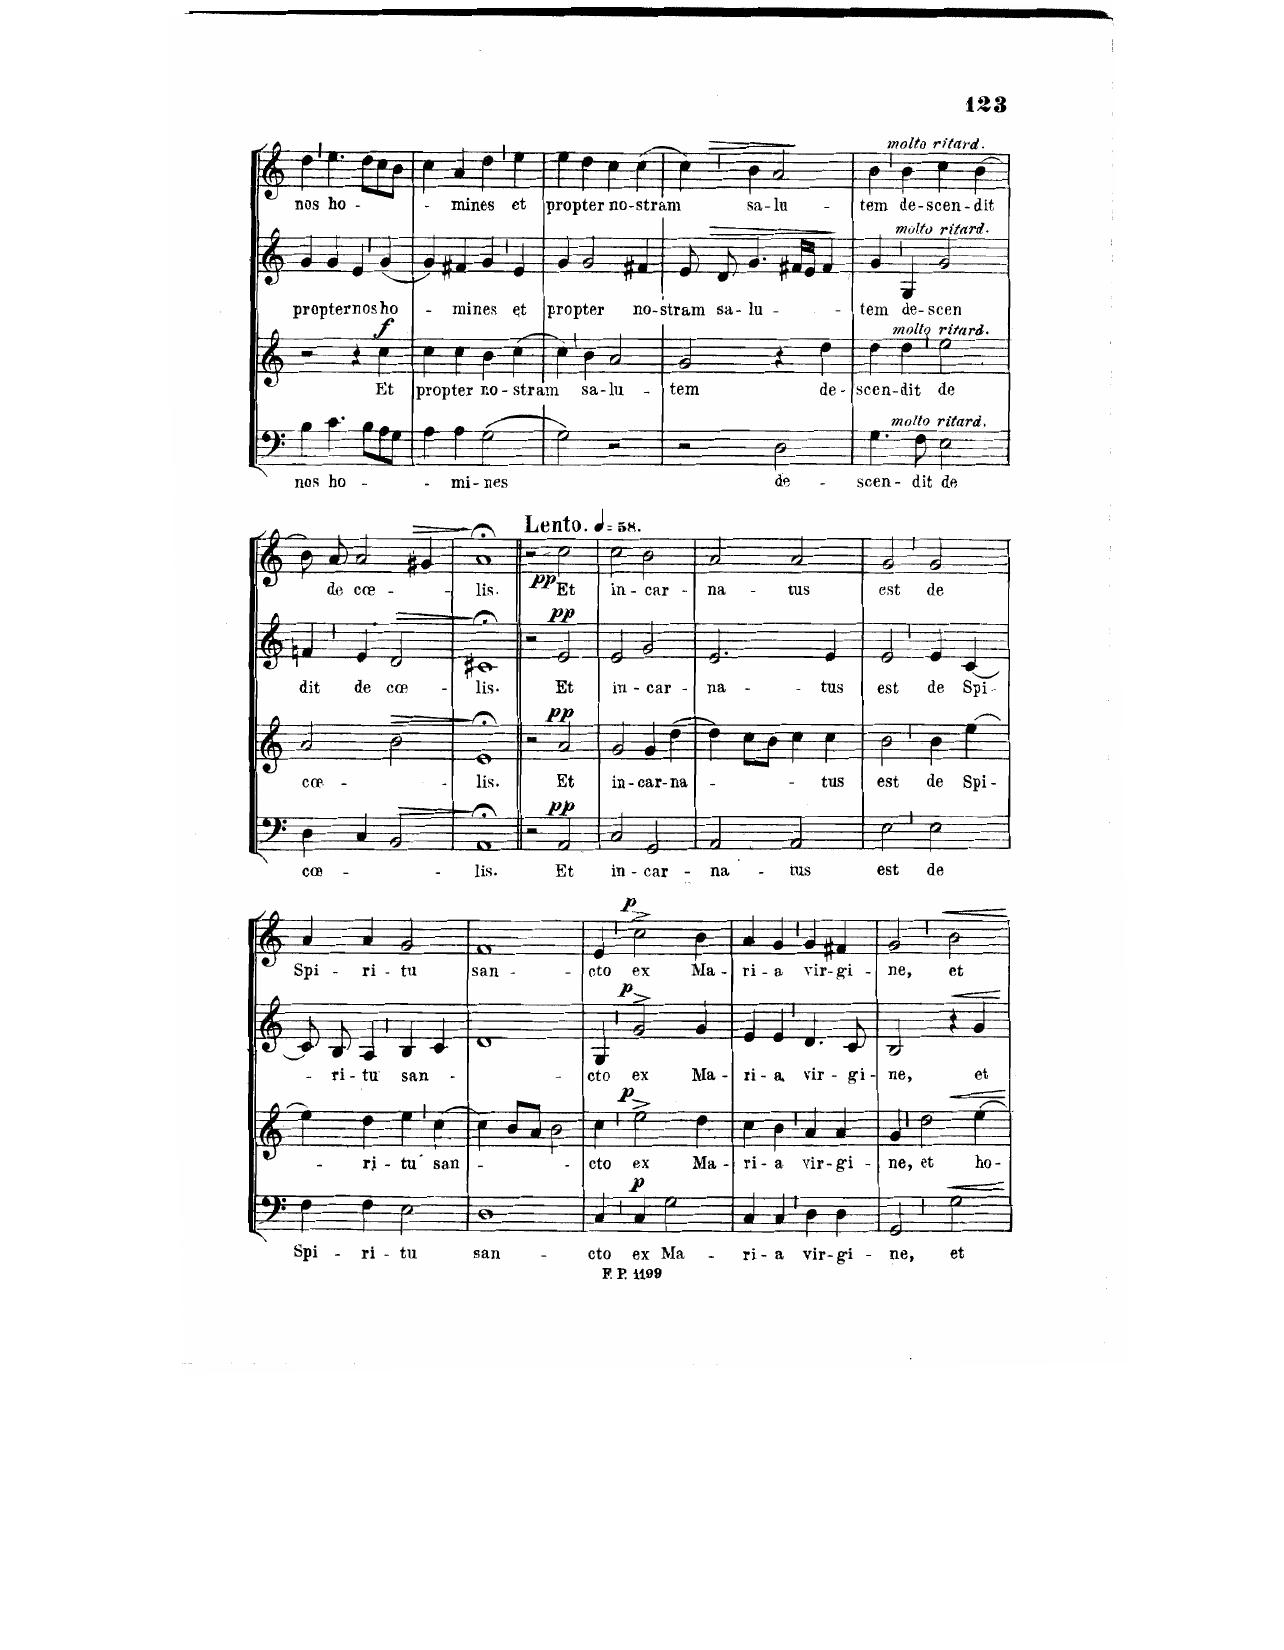 123
molto ritard.
nos ho - - mines et propter no-stram sa-lu - tem de-scen-dit
molto ritard.
propter nos ho - mines et propter no-stram sa-lu - - tem de-scen
f
molto ritard.
Et propter no-stram sa-lu - tem de-scen-dit de
molto ritard.
nos ho - - mi-nes de - scen-dit de
Lento. ♩= 58.
de cœ - - lis. pp Et in-car - na - tus est de
pp
dit de cœ - lis. Et in-car - na - - tus est de Spi-
pp
cœ - - lis. Et in-car-na - - - tus est de Spi-
pp
cœ - - lis. Et in-car - na - tus est de
p
Spi - ri-tu san - - cto ex Ma-ri-a vir-gi-ne, et
p
- ri-tu san - - cto ex Ma-ri-a vir-gi-ne, et
p
- ri-tu san - - - cto ex Ma-ri-a vir-gi-ne, et ho-
p
Spi - ri-tu san - cto ex Ma - ri-a vir-gi-ne, et
F. P. 1199